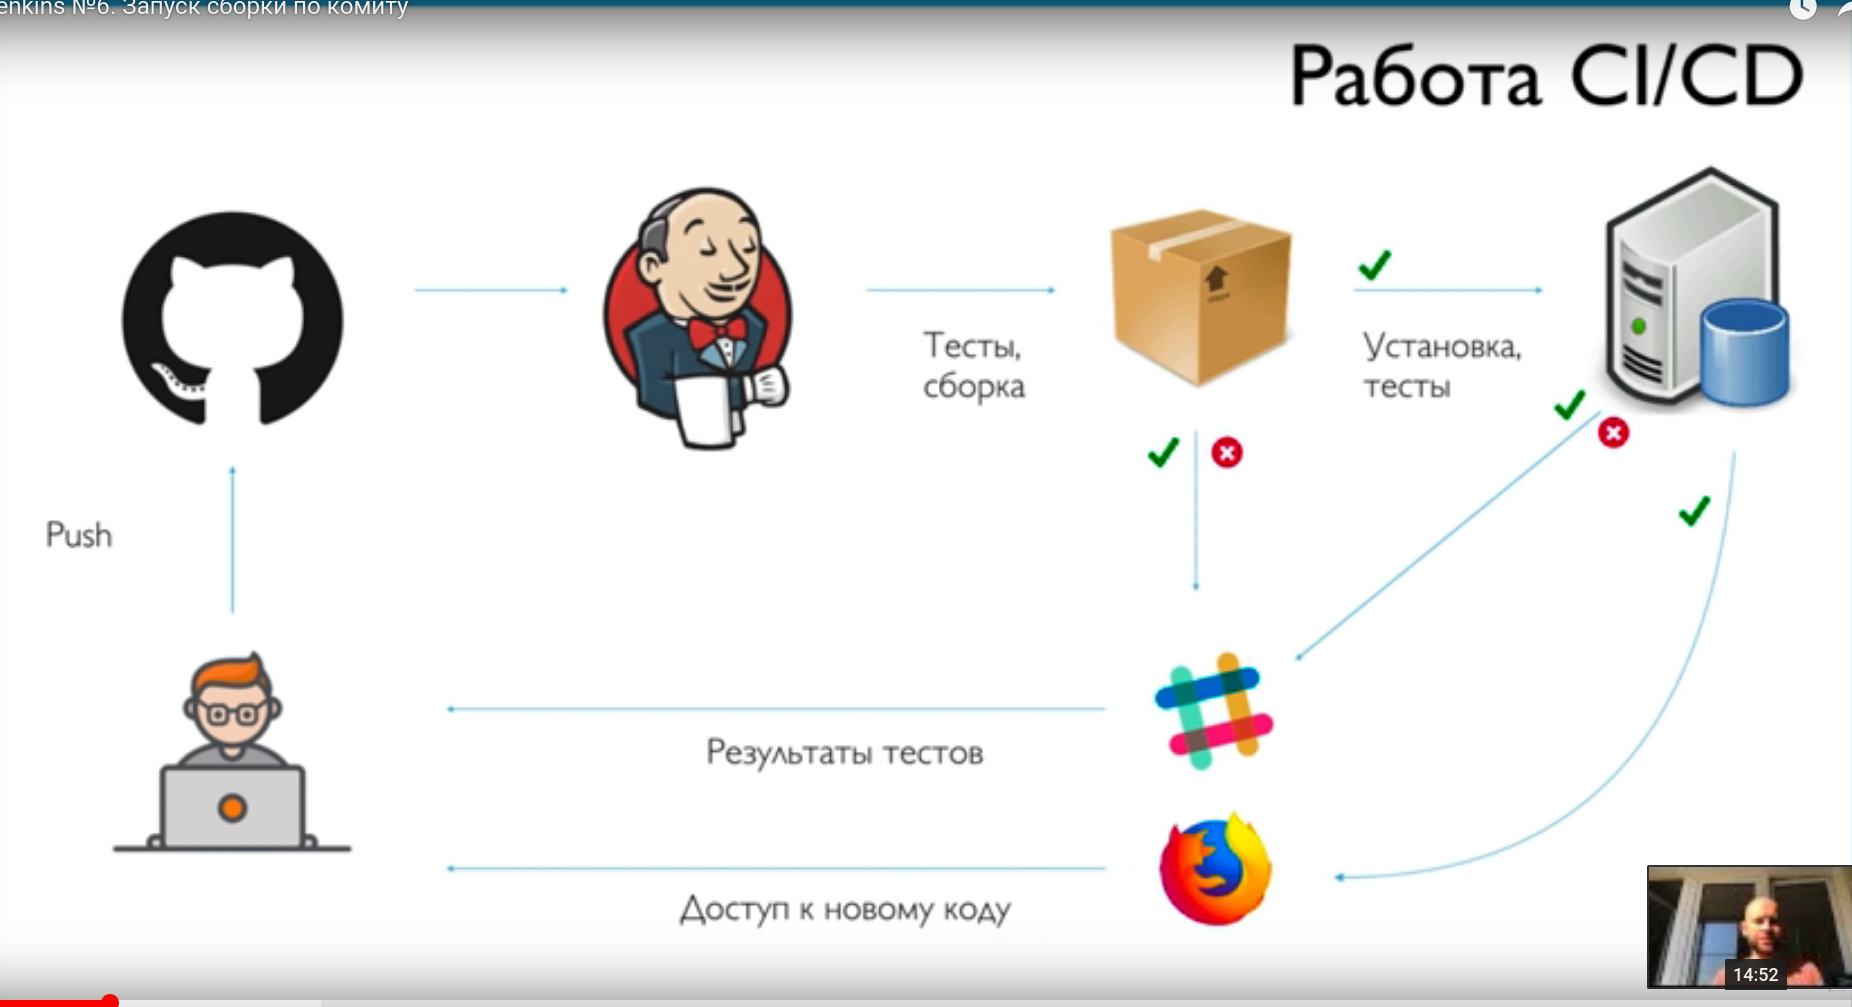 enkins №6. Запуск сборки по комиту
Работа CI/CD
Тесты,
сборка
Установка,
тесты
Push
Результаты тестов
Доступ к новому коду
14:52